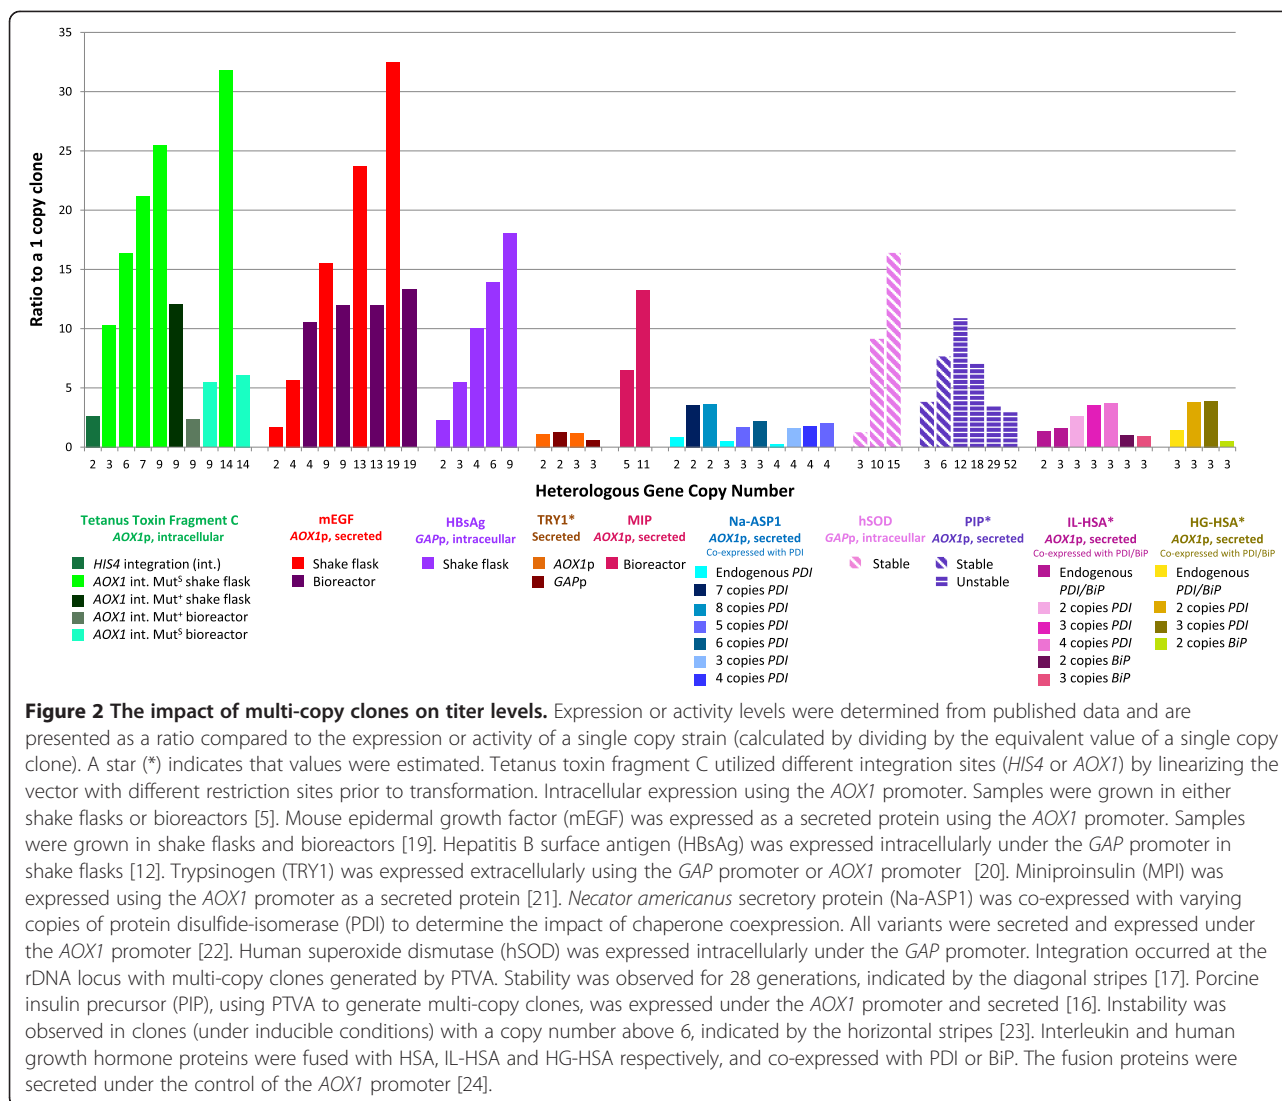 35
30
25
20
15
10
5
0
Ratio to a 1 copy clone
2 3 6 7 9 9 9 9 14 14
2 4 4 9 9 13 13 19 19
2 3 4 6 9
2 2 3 3
5 11
2 2 2 3 3 3 4 4 4 4
3 10 15
3 6 12 18 29 52
2 3 3 3 3 3 3
3 3 3 3
Heterologous Gene Copy Number
Tetanus Toxin Fragment C
AOX1p, intracellular
HIS4 integration (int.)
AOX1 int. Mutˢ shake flask
AOX1 int. Mut⁺ shake flask
AOX1 int. Mut⁺ bioreactor
AOX1 int. Mutˢ bioreactor
mEGF
AOX1p, secreted
Shake flask
Bioreactor
HBsAg
GAPp, intraceullar
Shake flask
TRY1*
Secreted
AOX1p
GAPp
MIP
AOX1p, secreted
Bioreactor
Na-ASP1
AOX1p, secreted
Co-expressed with PDI
Endogenous PDI
7 copies PDI
8 copies PDI
5 copies PDI
6 copies PDI
3 copies PDI
4 copies PDI
hSOD
GAPp, intraceullar
Stable
PIP*
AOX1p, secreted
Stable
Unstable
IL-HSA*
AOX1p, secreted
Co-expressed with PDI/BiP
Endogenous
PDI/BiP
2 copies PDI
3 copies PDI
4 copies PDI
2 copies BiP
3 copies BiP
HG-HSA*
AOX1p, secreted
Co-expressed with PDI/BiP
Endogenous
PDI/BiP
2 copies PDI
3 copies PDI
2 copies BiP
Figure 2 The impact of multi-copy clones on titer levels. Expression or activity levels were determined from published data and are
presented as a ratio compared to the expression or activity of a single copy strain (calculated by dividing by the equivalent value of a single copy
clone). A star (*) indicates that values were estimated. Tetanus toxin fragment C utilized different integration sites (HIS4 or AOX1) by linearizing the
vector with different restriction sites prior to transformation. Intracellular expression using the AOX1 promoter. Samples were grown in either
shake flasks or bioreactors [5]. Mouse epidermal growth factor (mEGF) was expressed as a secreted protein using the AOX1 promoter. Samples
were grown in shake flasks and bioreactors [19]. Hepatitis B surface antigen (HBsAg) was expressed intracellularly under the GAP promoter in
shake flasks [12]. Trypsinogen (TRY1) was expressed extracellularly using the GAP promoter or AOX1 promoter [20]. Miniproinsulin (MPI) was
expressed using the AOX1 promoter as a secreted protein [21]. Necator americanus secretory protein (Na-ASP1) was co-expressed with varying
copies of protein disulfide-isomerase (PDI) to determine the impact of chaperone coexpression. All variants were secreted and expressed under
the AOX1 promoter [22]. Human superoxide dismutase (hSOD) was expressed intracellularly under the GAP promoter. Integration occurred at the
rDNA locus with multi-copy clones generated by PTVA. Stability was observed for 28 generations, indicated by the diagonal stripes [17]. Porcine
insulin precursor (PIP), using PTVA to generate multi-copy clones, was expressed under the AOX1 promoter and secreted [16]. Instability was
observed in clones (under inducible conditions) with a copy number above 6, indicated by the horizontal stripes [23]. Interleukin and human
growth hormone proteins were fused with HSA, IL-HSA and HG-HSA respectively, and co-expressed with PDI or BiP. The fusion proteins were
secreted under the control of the AOX1 promoter [24].